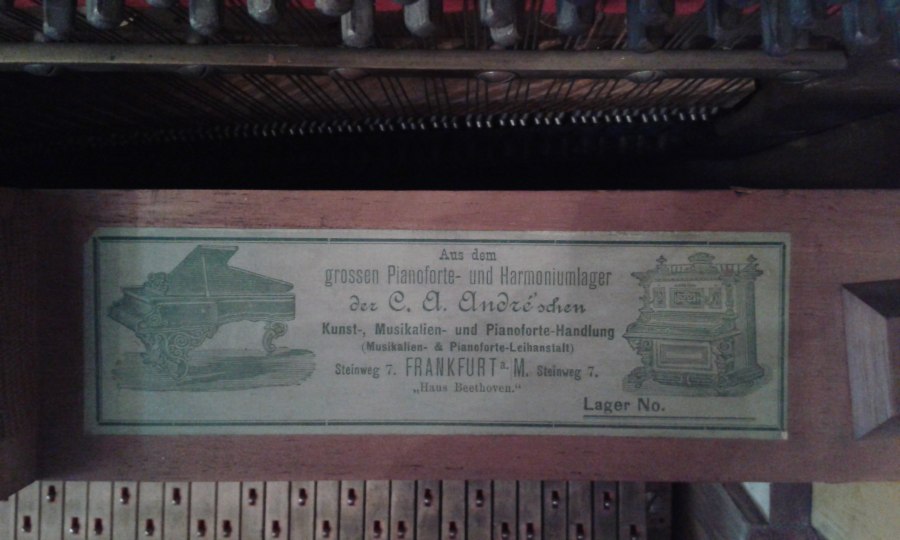 Aus dem
grossen Pianoforte- und Harmoniumlager
der C. A. André'schen
Kunst-, Musikalien- und Pianoforte-Handlung
(Musikalien- & Pianoforte-Leihanstalt)
Steinweg 7. FRANKFURT a. M. Steinweg 7.
„Haus Beethoven.“
Lager No.